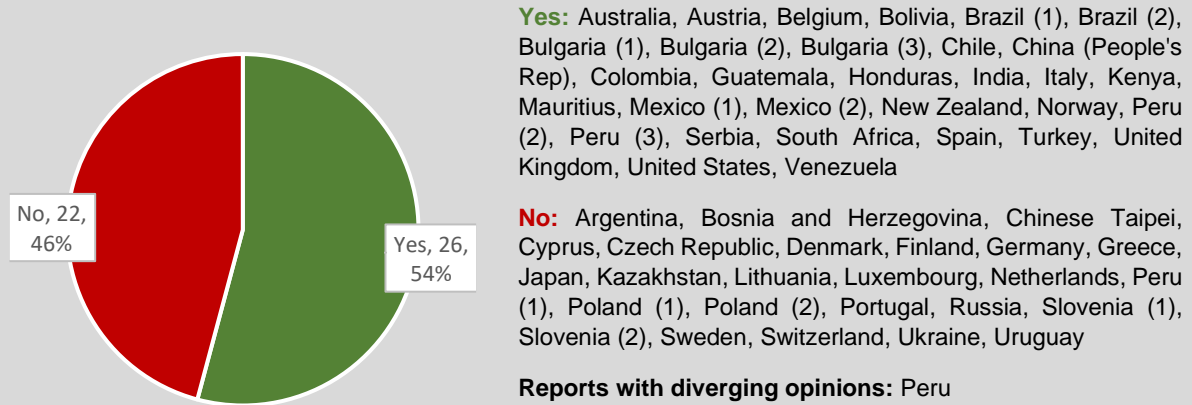 No, 22,
46%
Yes, 26,
54%
Yes: Australia, Austria, Belgium, Bolivia, Brazil (1), Brazil (2),
Bulgaria (1), Bulgaria (2), Bulgaria (3), Chile, China (People's
Rep), Colombia, Guatemala, Honduras, India, Italy, Kenya,
Mauritius, Mexico (1), Mexico (2), New Zealand, Norway, Peru
(2), Peru (3), Serbia, South Africa, Spain, Turkey, United
Kingdom, United States, Venezuela
No: Argentina, Bosnia and Herzegovina, Chinese Taipei,
Cyprus, Czech Republic, Denmark, Finland, Germany, Greece,
Japan, Kazakhstan, Lithuania, Luxembourg, Netherlands, Peru
(1), Poland (1), Poland (2), Portugal, Russia, Slovenia (1),
Slovenia (2), Sweden, Switzerland, Ukraine, Uruguay
Reports with diverging opinions: Peru